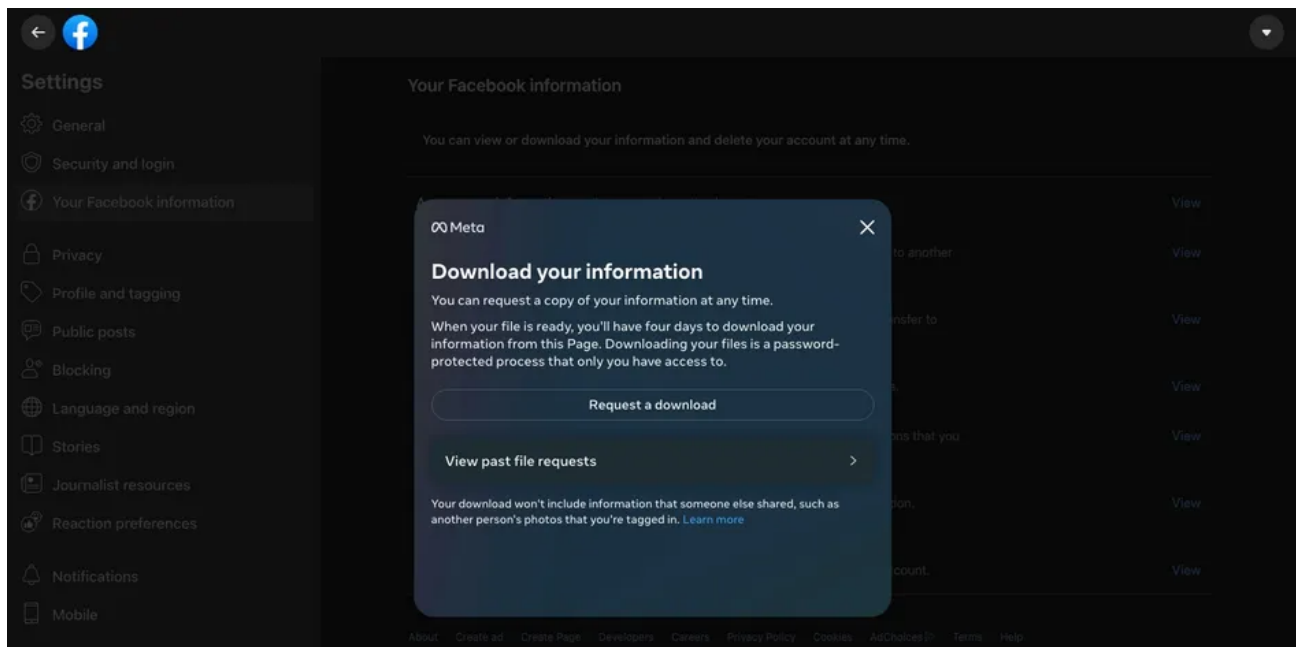 Settings
General
Security and login
Your Facebook information
Privacy
Profile and tagging
Public posts
Blocking
Language and region
Stories
Journalist resources
Reaction preferences
Notifications
Mobile
Your Facebook information
You can view or download your information and delete your account at any time.
View
to another
View
nsfer to
View
View
ons that you
View
View
count.
View
Meta
Download your information
You can request a copy of your information at any time.
When your file is ready, you'll have four days to download your
information from this Page. Downloading your files is a password-
protected process that only you have access to.
Request a download
View past file requests
Your download won't include information that someone else shared, such as
another person's photos that you're tagged in. Learn more
About Create ad Create Page Developers Careers Privacy Policy Cookies AdChoices Terms Help